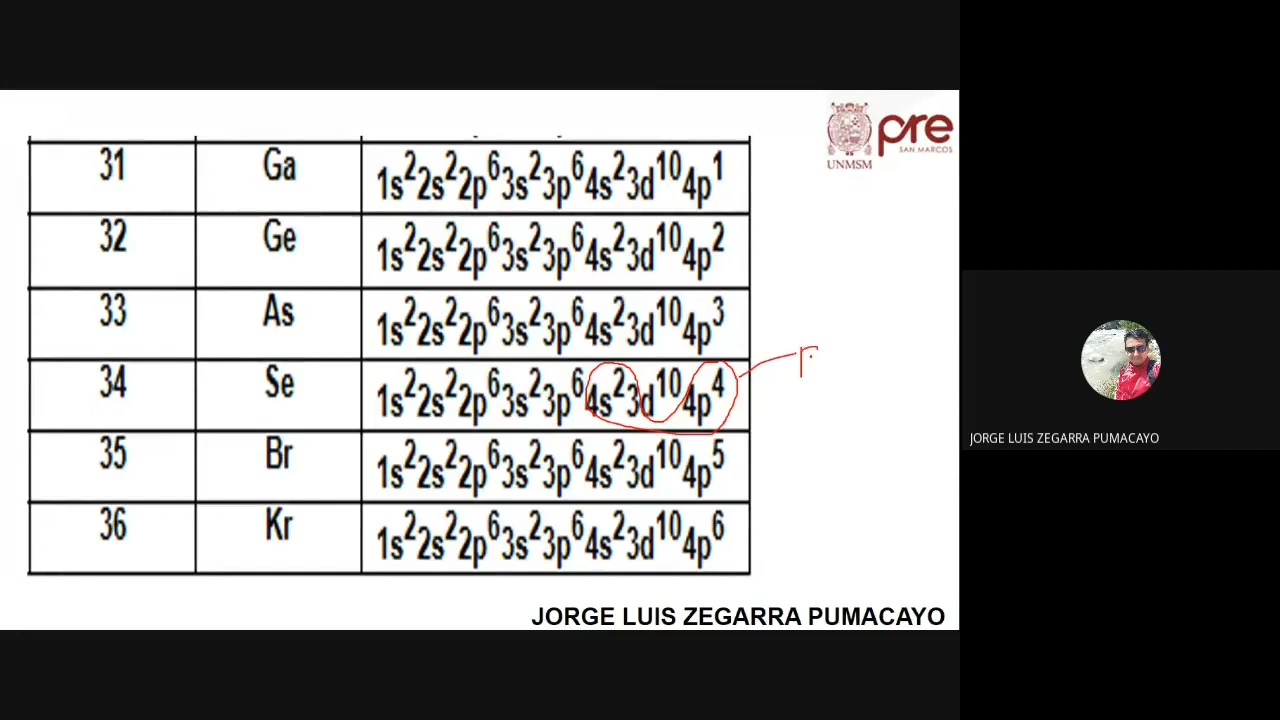 pre
SAN MARCOS
UNMSM
31 Ga 1s²2s²2p⁶3s²3p⁶4s²3d¹⁰4p¹
32 Ge 1s²2s²2p⁶3s²3p⁶4s²3d¹⁰4p²
33 As 1s²2s²2p⁶3s²3p⁶4s²3d¹⁰4p³
34 Se 1s²2s²2p⁶3s²3p⁶4s²3d¹⁰4p⁴
35 Br 1s²2s²2p⁶3s²3p⁶4s²3d¹⁰4p⁵
36 Kr 1s²2s²2p⁶3s²3p⁶4s²3d¹⁰4p⁶
JORGE LUIS ZEGARRA PUMACAYO
JORGE LUIS ZEGARRA PUMACAYO